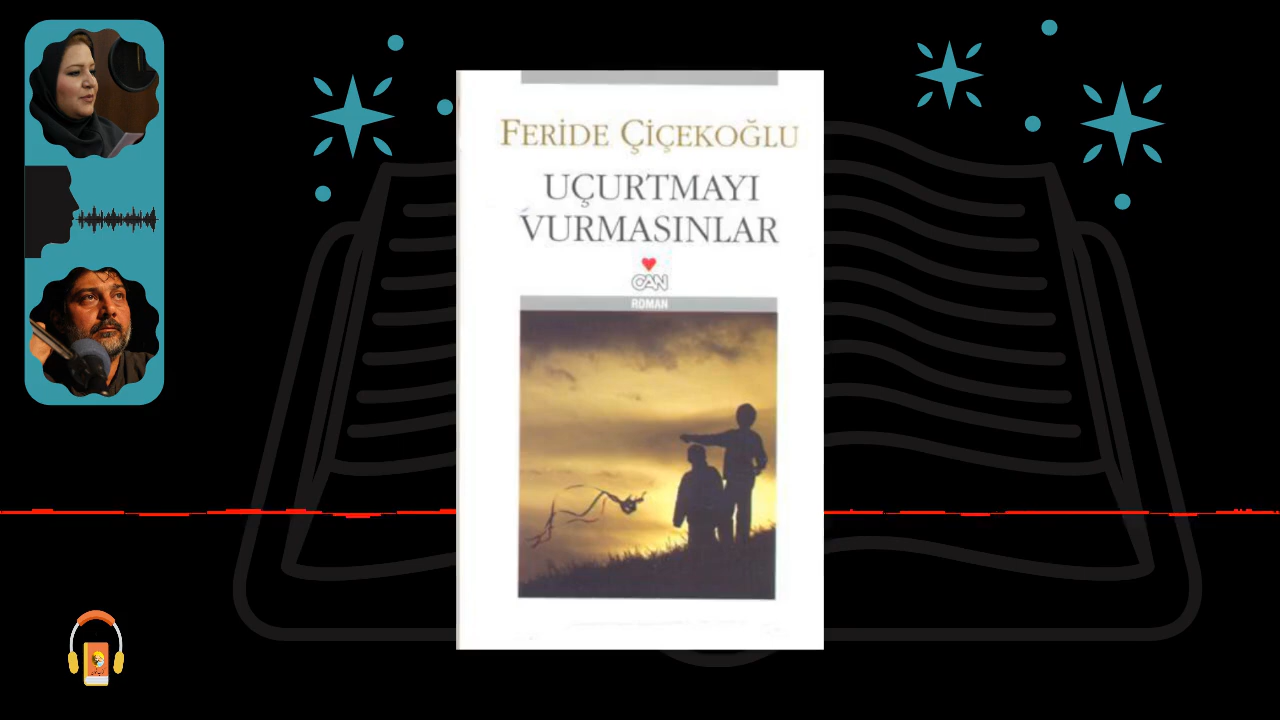 FERİDE ÇİÇEKOĞLU
UÇURTMAYI
VURMASINLAR
CAN
ROMAN